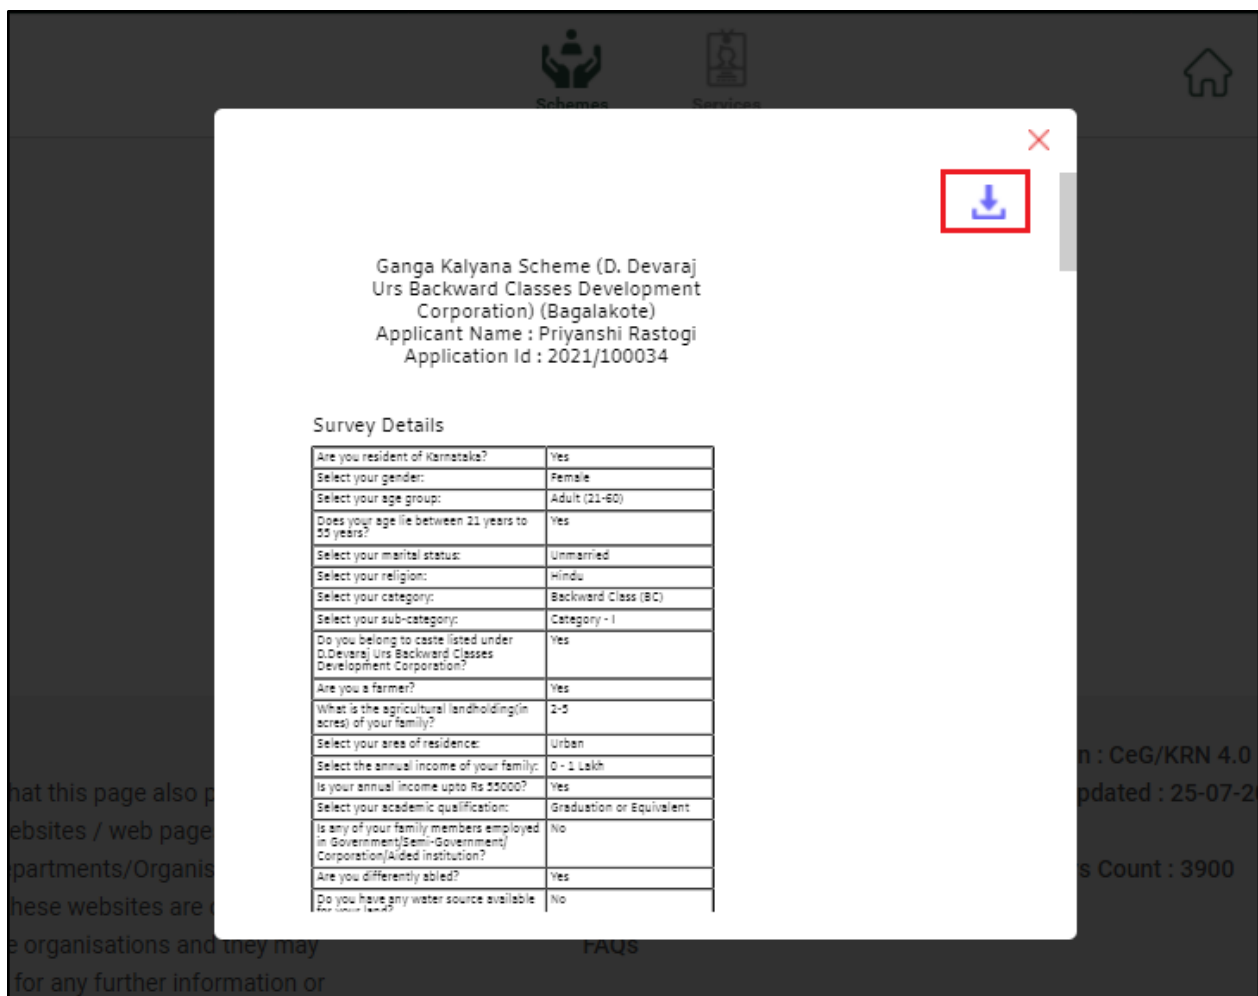 Schemes Services
Ganga Kalyana Scheme (D. Devaraj
Urs Backward Classes Development
Corporation) (Bagalakote)
Applicant Name : Priyanshi Rastogi
Application Id : 2021/100034
Survey Details
Are you resident of Karnataka? Yes
Select your gender: Female
Select your age group: Adult (21-60)
Does your age lie between 21 years to Yes
55 years?
Select your marital status: Unmarried
Select your religion: Hindu
Select your category: Backward Class (BC)
Select your sub-category: Category - I
Do you belong to caste listed under Yes
D.Devaraj Urs Backward Classes
Development Corporation?
Are you a farmer? Yes
What is the agricultural landholding(in 2-5
acres) of your family?
Select your area of residence: Urban
Select the annual income of your family: 0 - 1 Lakh
Is your annual income upto Rs 55000? Yes
Select your academic qualification: Graduation or Equivalent
Is any of your family members employed No
in Government/Semi-Government/
Corporation/Aided institution?
Are you differently abled? Yes
Do you have any water source available No
for your land?
n : CeG/KRN 4.0
hat this page also p
pdated : 25-07-2
ebsites / web page
partments/Organis
s Count : 3900
hese websites are
e organisations and they may
FAQs
for any further information or